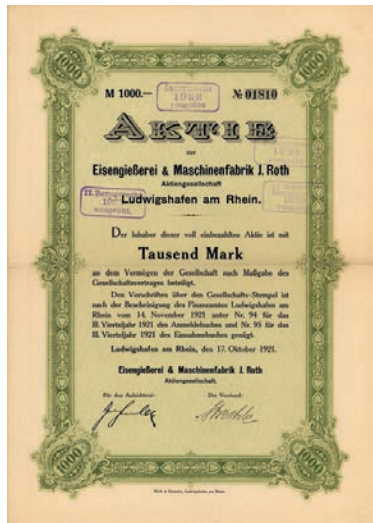 1000
1000
M 1000.—
№ 01810
AKTIE
der
Eisengießerei & Maschinenfabrik J. Roth
Aktiengesellschaft
Ludwigshafen am Rhein.
Der Inhaber dieser voll einbezahlten Aktie ist mit
Tausend Mark
an dem Vermögen der Gesellschaft nach Maßgabe des
Gesellschaftsvertrages beteiligt.
Den Vorschriften über den Gesellschafts-Stempel ist
nach der Bescheinigung des Finanzamtes Ludwigshafen am
Rhein vom 14. November 1921 unter Nr. 94 für das
III. Vierteljahr 1921 des Anmeldebuches und Nr. 95 für das
III. Vierteljahr 1921 des Einnahmebuches genügt.
Ludwigshafen am Rhein, den 17. Oktober 1921.
Eisengießerei & Maschinenfabrik J. Roth
Aktiengesellschaft.
Für den Aufsichtsrat:
Der Vorstand:
1000
1000